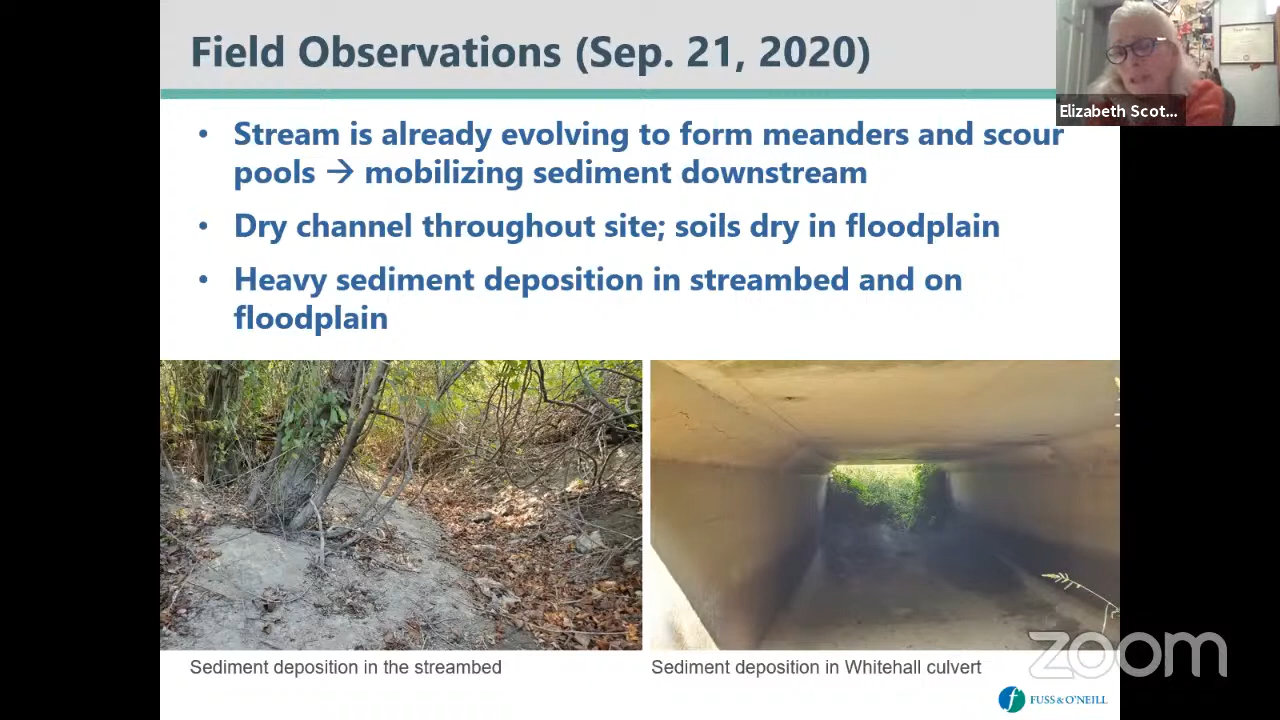 Field Observations (Sep. 21, 2020)
Elizabeth Scot...
• Stream is already evolving to form meanders and scour
pools → mobilizing sediment downstream
• Dry channel throughout site; soils dry in floodplain
• Heavy sediment deposition in streambed and on
floodplain
Sediment deposition in the streambed
Sediment deposition in Whitehall culvert
zoom
f FUSS & O'NEILL